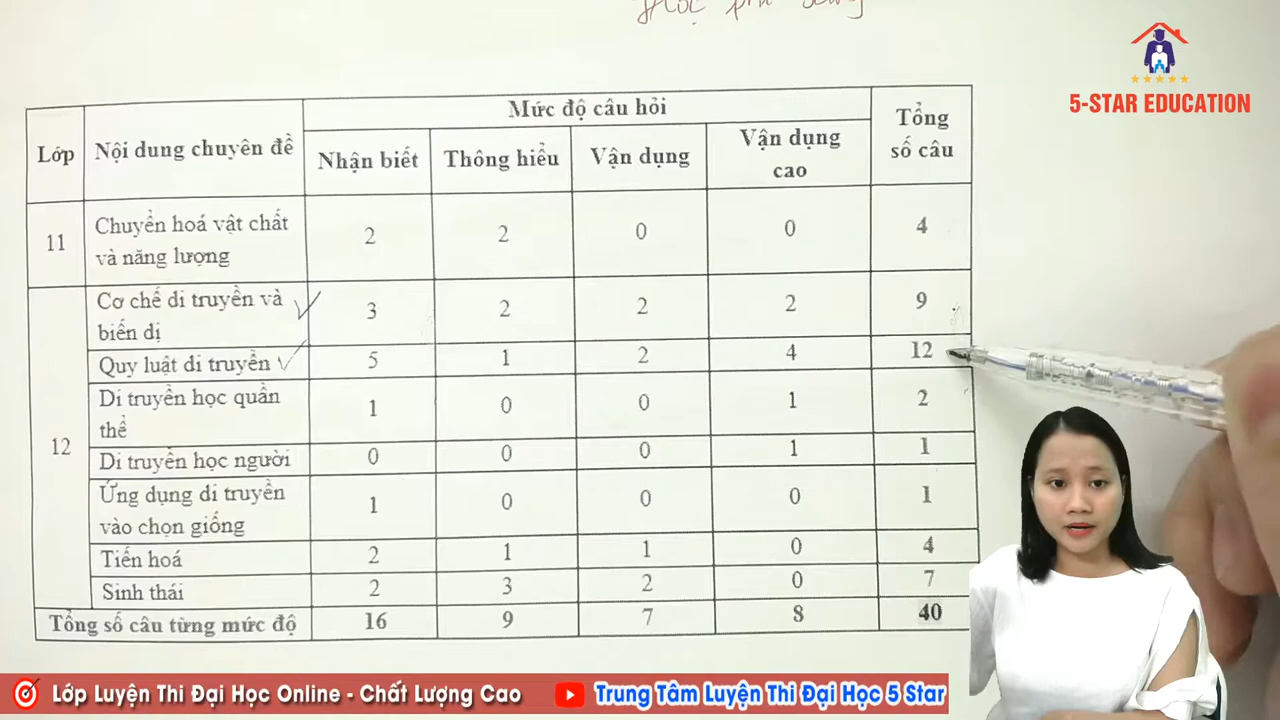 5-STAR EDUCATION
Mức độ câu hỏi
Tổng
số câu
Lớp
Nội dung chuyên đề
Nhận biết
Thông hiểu
Vận dụng
Vận dụng
cao
11
Chuyển hoá vật chất
và năng lượng
2
2
0
0
4
12
Cơ chế di truyền và
biến dị
3
2
2
2
9
Quy luật di truyền
5
1
2
4
12
Di truyền học quần
thể
1
0
0
1
2
Di truyền học người
0
0
0
1
1
Ứng dụng di truyền
vào chọn giống
1
0
0
0
1
Tiến hoá
2
1
1
0
4
Sinh thái
2
3
2
0
7
Tổng số câu từng mức độ
16
9
7
8
40
Lớp Luyện Thi Đại Học Online - Chất Lượng Cao
Trung Tâm Luyện Thi Đại Học 5 Star